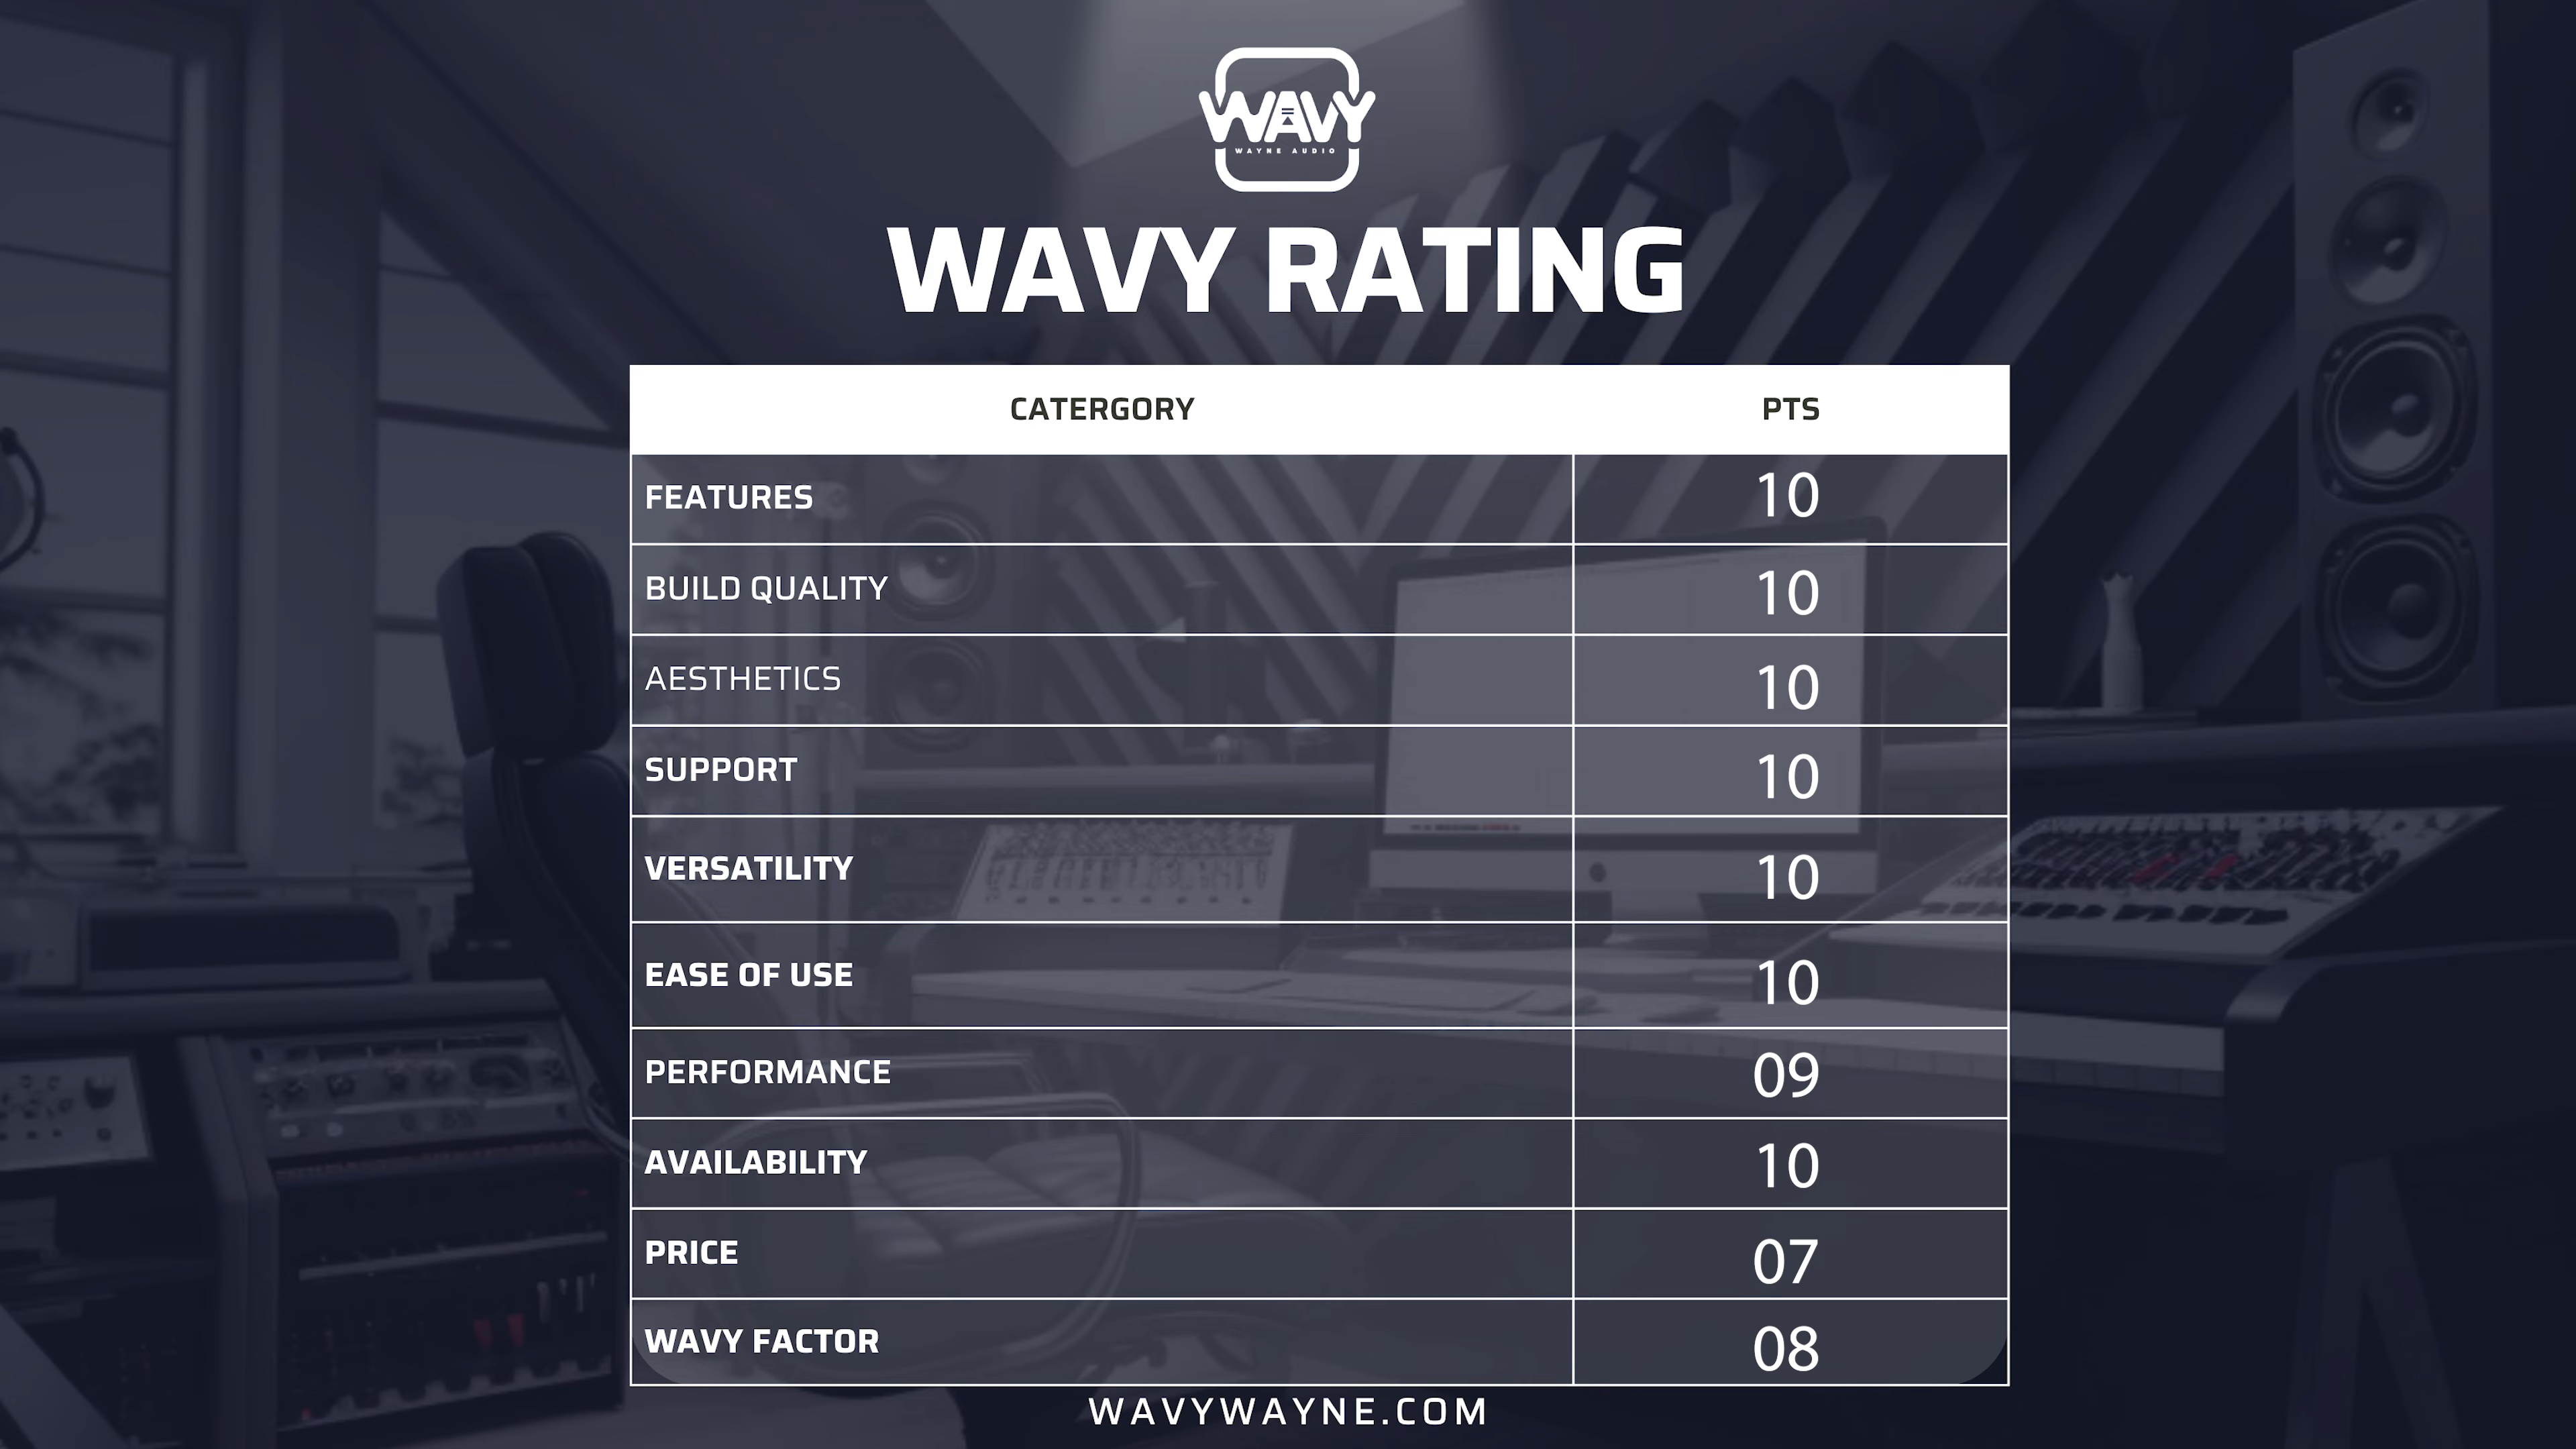 WAVY
WAYNE AUDIO
WAVY RATING
CATERGORY PTS
FEATURES 10
BUILD QUALITY 10
AESTHETICS 10
SUPPORT 10
VERSATILITY 10
EASE OF USE 10
PERFORMANCE 09
AVAILABILITY 10
PRICE 07
WAVY FACTOR 08
WAVYWAYNE.COM